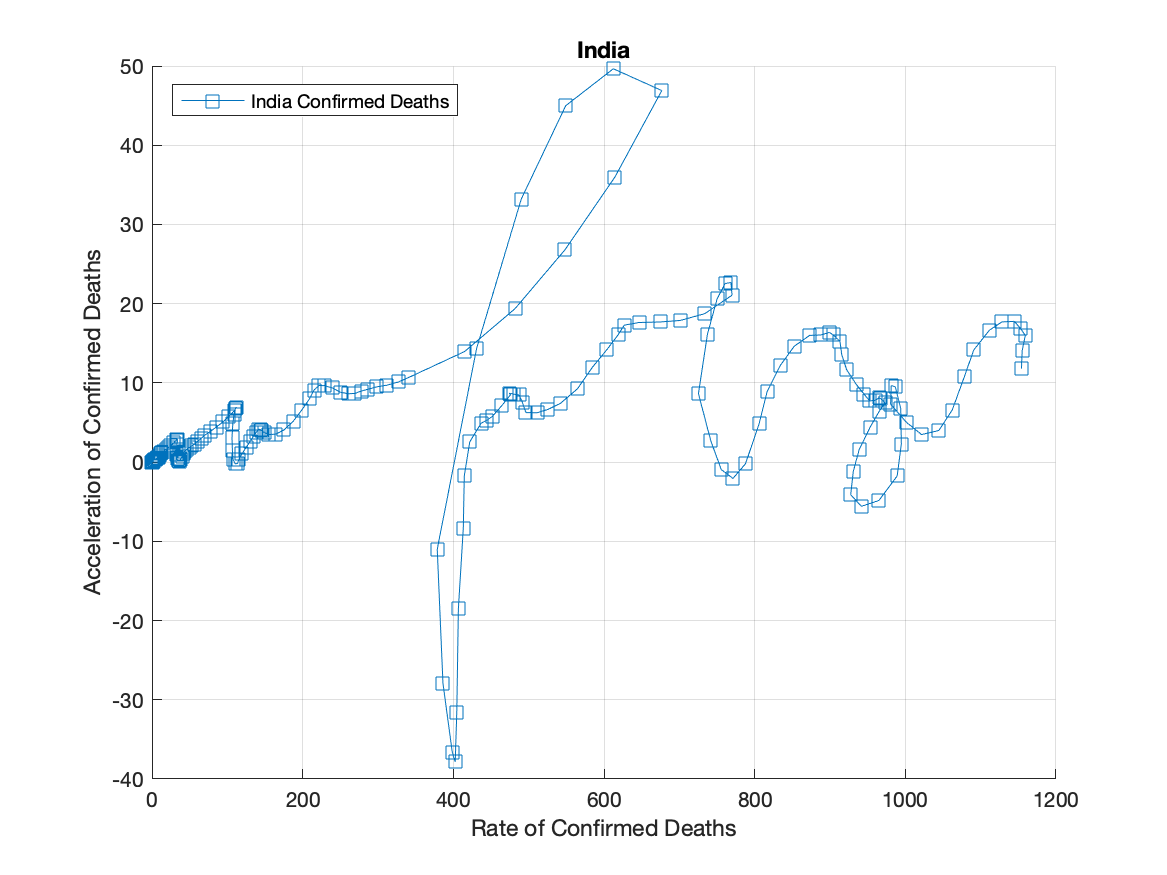 India
India Confirmed Deaths
Acceleration of Confirmed Deaths
50
40
30
20
10
0
-10
-20
-30
-40
0 200 400 600 800 1000 1200
Rate of Confirmed Deaths